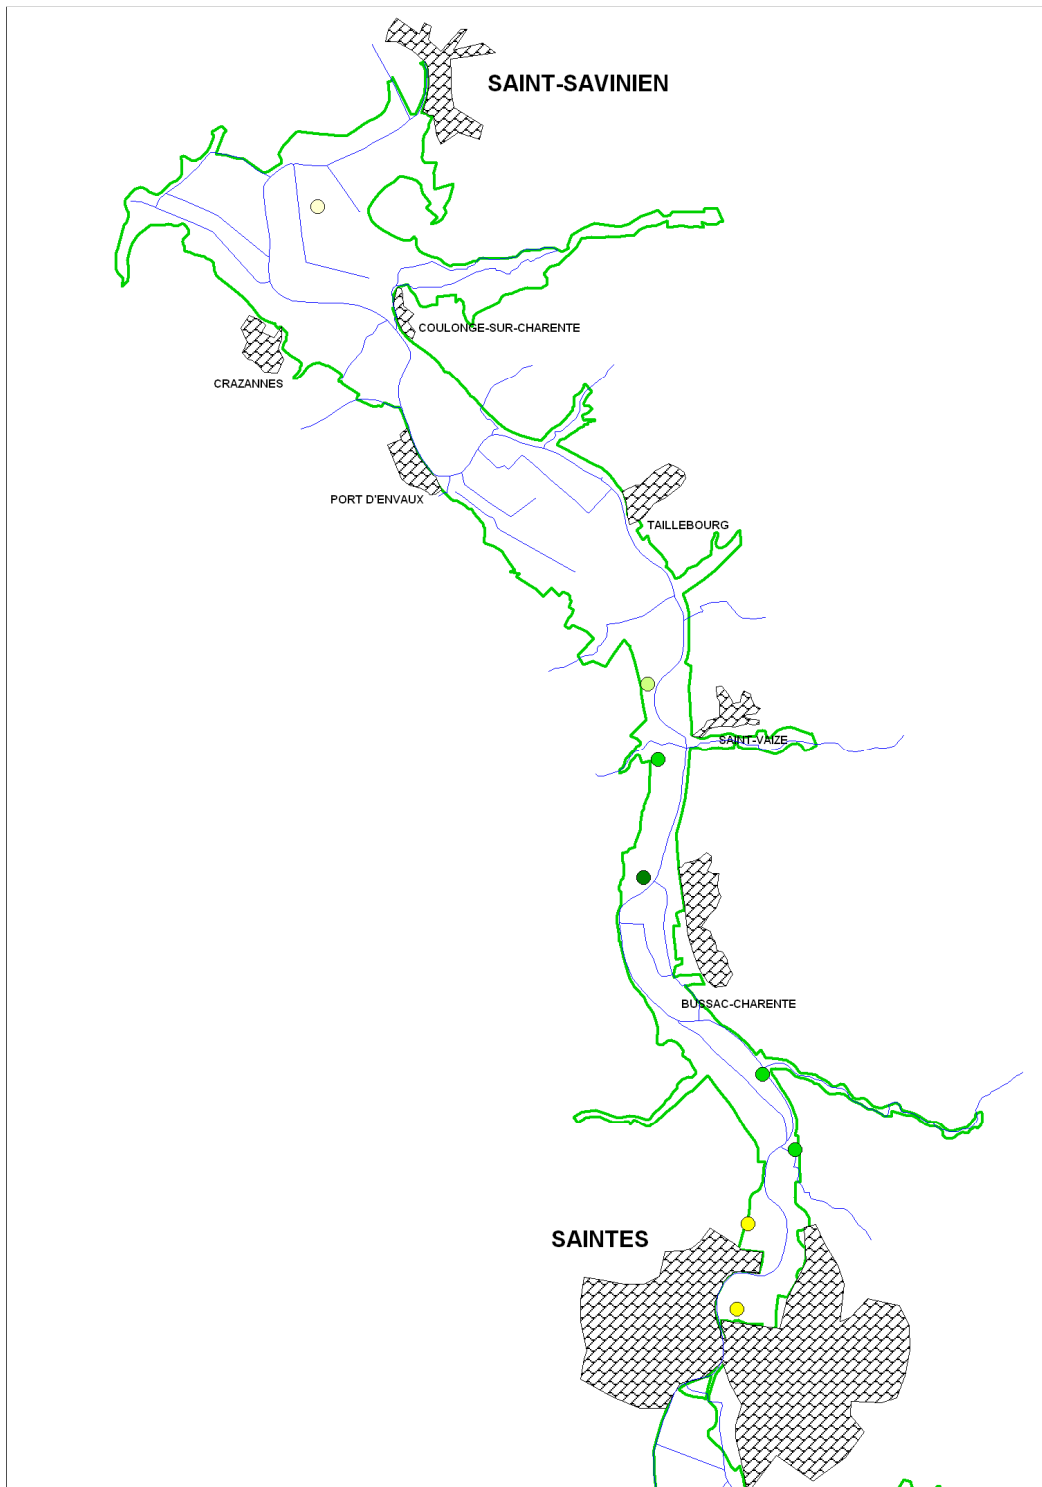 SAINT-SAVINIEN
COULONGE-SUR-CHARENTE
CRAZANNES
PORT D'ENVAUX
TAILLEBOURG
SAINT-VAIZE
BUSSAC-CHARENTE
SAINTES